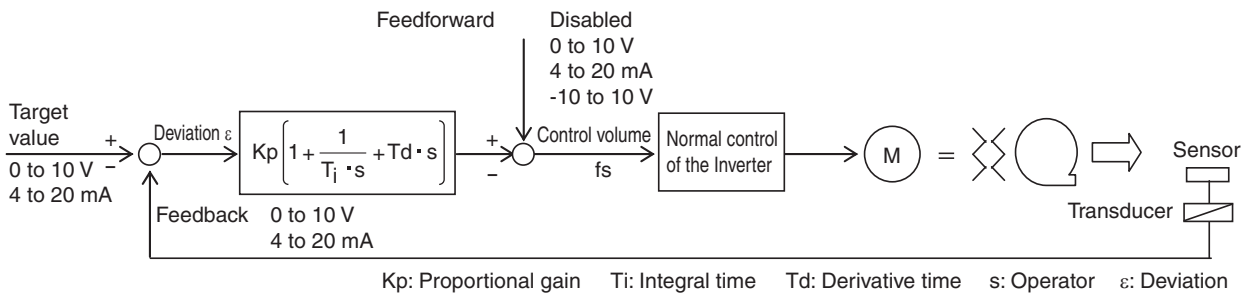 Feedforward
Disabled
0 to 10 V
4 to 20 mA
-10 to 10 V
Target
value
+
−
0 to 10 V
4 to 20 mA
Deviation ε
Kp(1 + 1/(Ti · s) + Td · s)
+
−
Control volume
fs
Normal control
of the Inverter
M
=
Sensor
Transducer
Feedback
0 to 10 V
4 to 20 mA
Kp: Proportional gain Ti: Integral time Td: Derivative time s: Operator ε: Deviation